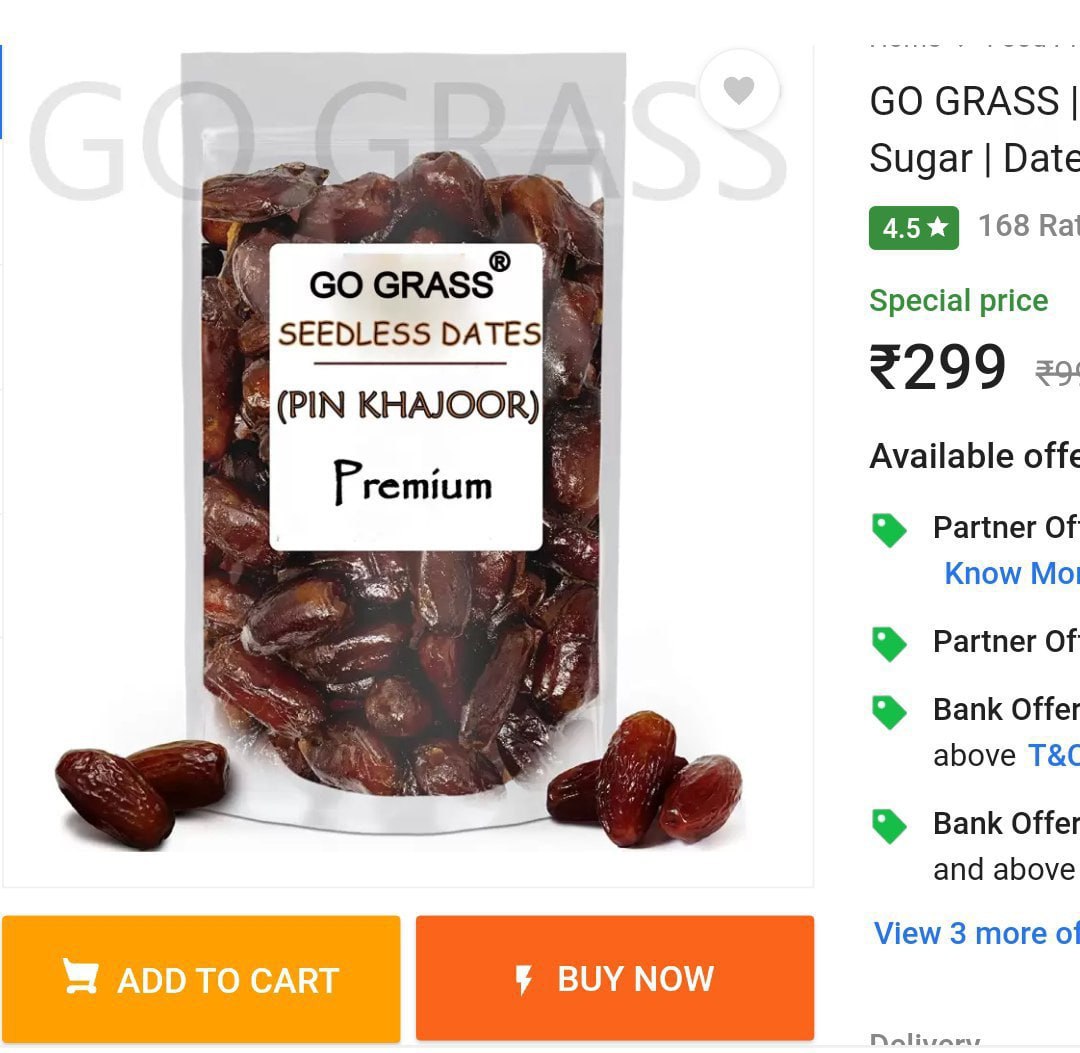 GO GRASS
GO GRASS®
SEEDLESS DATES
(PIN KHAJOOR)
Premium
ADD TO CART
BUY NOW
GO GRASS |
Sugar | Date
4.5 ★ 168 Rat
Special price
₹299 ₹99
Available offe
Partner Of
Know Mor
Partner Of
Bank Offer
above T&C
Bank Offer
and above
View 3 more of
Delivery